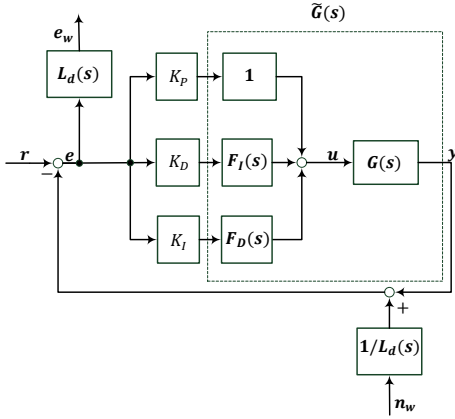 G̃(s)
e_w
L_d(s)
K_P
1
r
e
−
K_D
F_I(s)
u
G(s)
y
K_I
F_D(s)
+
1/L_d(s)
n_w